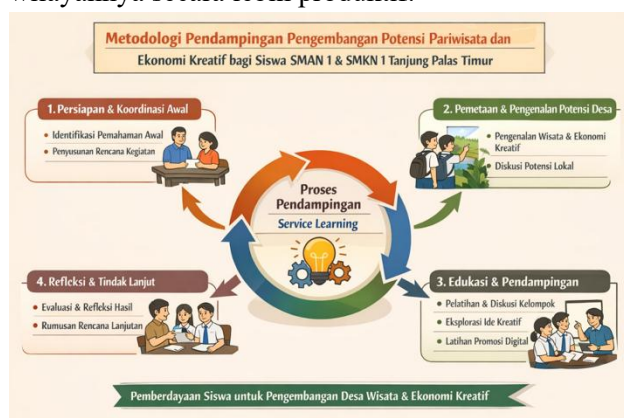 Metodologi Pendampingan Pengembangan Potensi Pariwisata dan
Ekonomi Kreatif bagi Siswa SMAN 1 & SMKN 1 Tanjung Palas Timur
1. Persiapan & Koordinasi Awal
• Identifikasi Pemahaman Awal
• Penyusunan Rencana Kegiatan
2. Pemetaan & Pengenalan Potensi Desa
• Pengenalan Wisata & Ekonomi
Kreatif
• Diskusi Potensi Lokal
Proses
Pendampingan
Service Learning
3. Edukasi & Pendampingan
• Pelatihan & Diskusi Kelompok
• Eksplorasi Ide Kreatif
• Latihan Promosi Digital
4. Refleksi & Tindak Lanjut
• Evaluasi & Refleksi Hasil
• Rumusan Rencana Lanjutan
Pemberdayaan Siswa untuk Pengembangan Desa Wisata & Ekonomi Kreatif